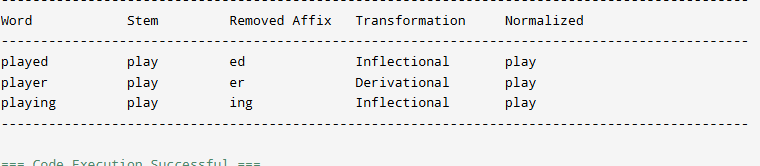 Word Stem Removed Affix Transformation Normalized
played play ed Inflectional play
player play er Derivational play
playing play ing Inflectional play
=== Code Execution Successful ===